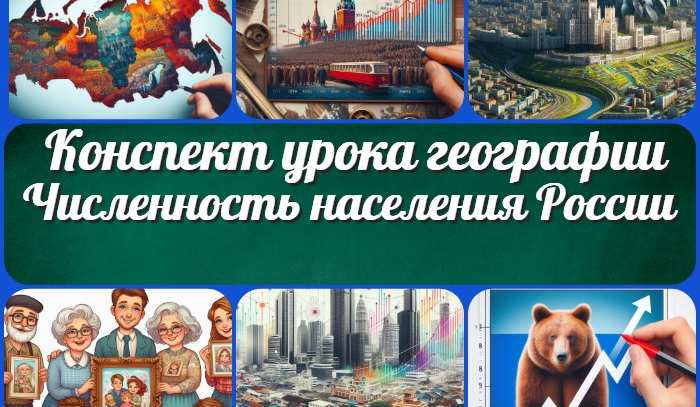 Конспект урока географии
Численность населения России